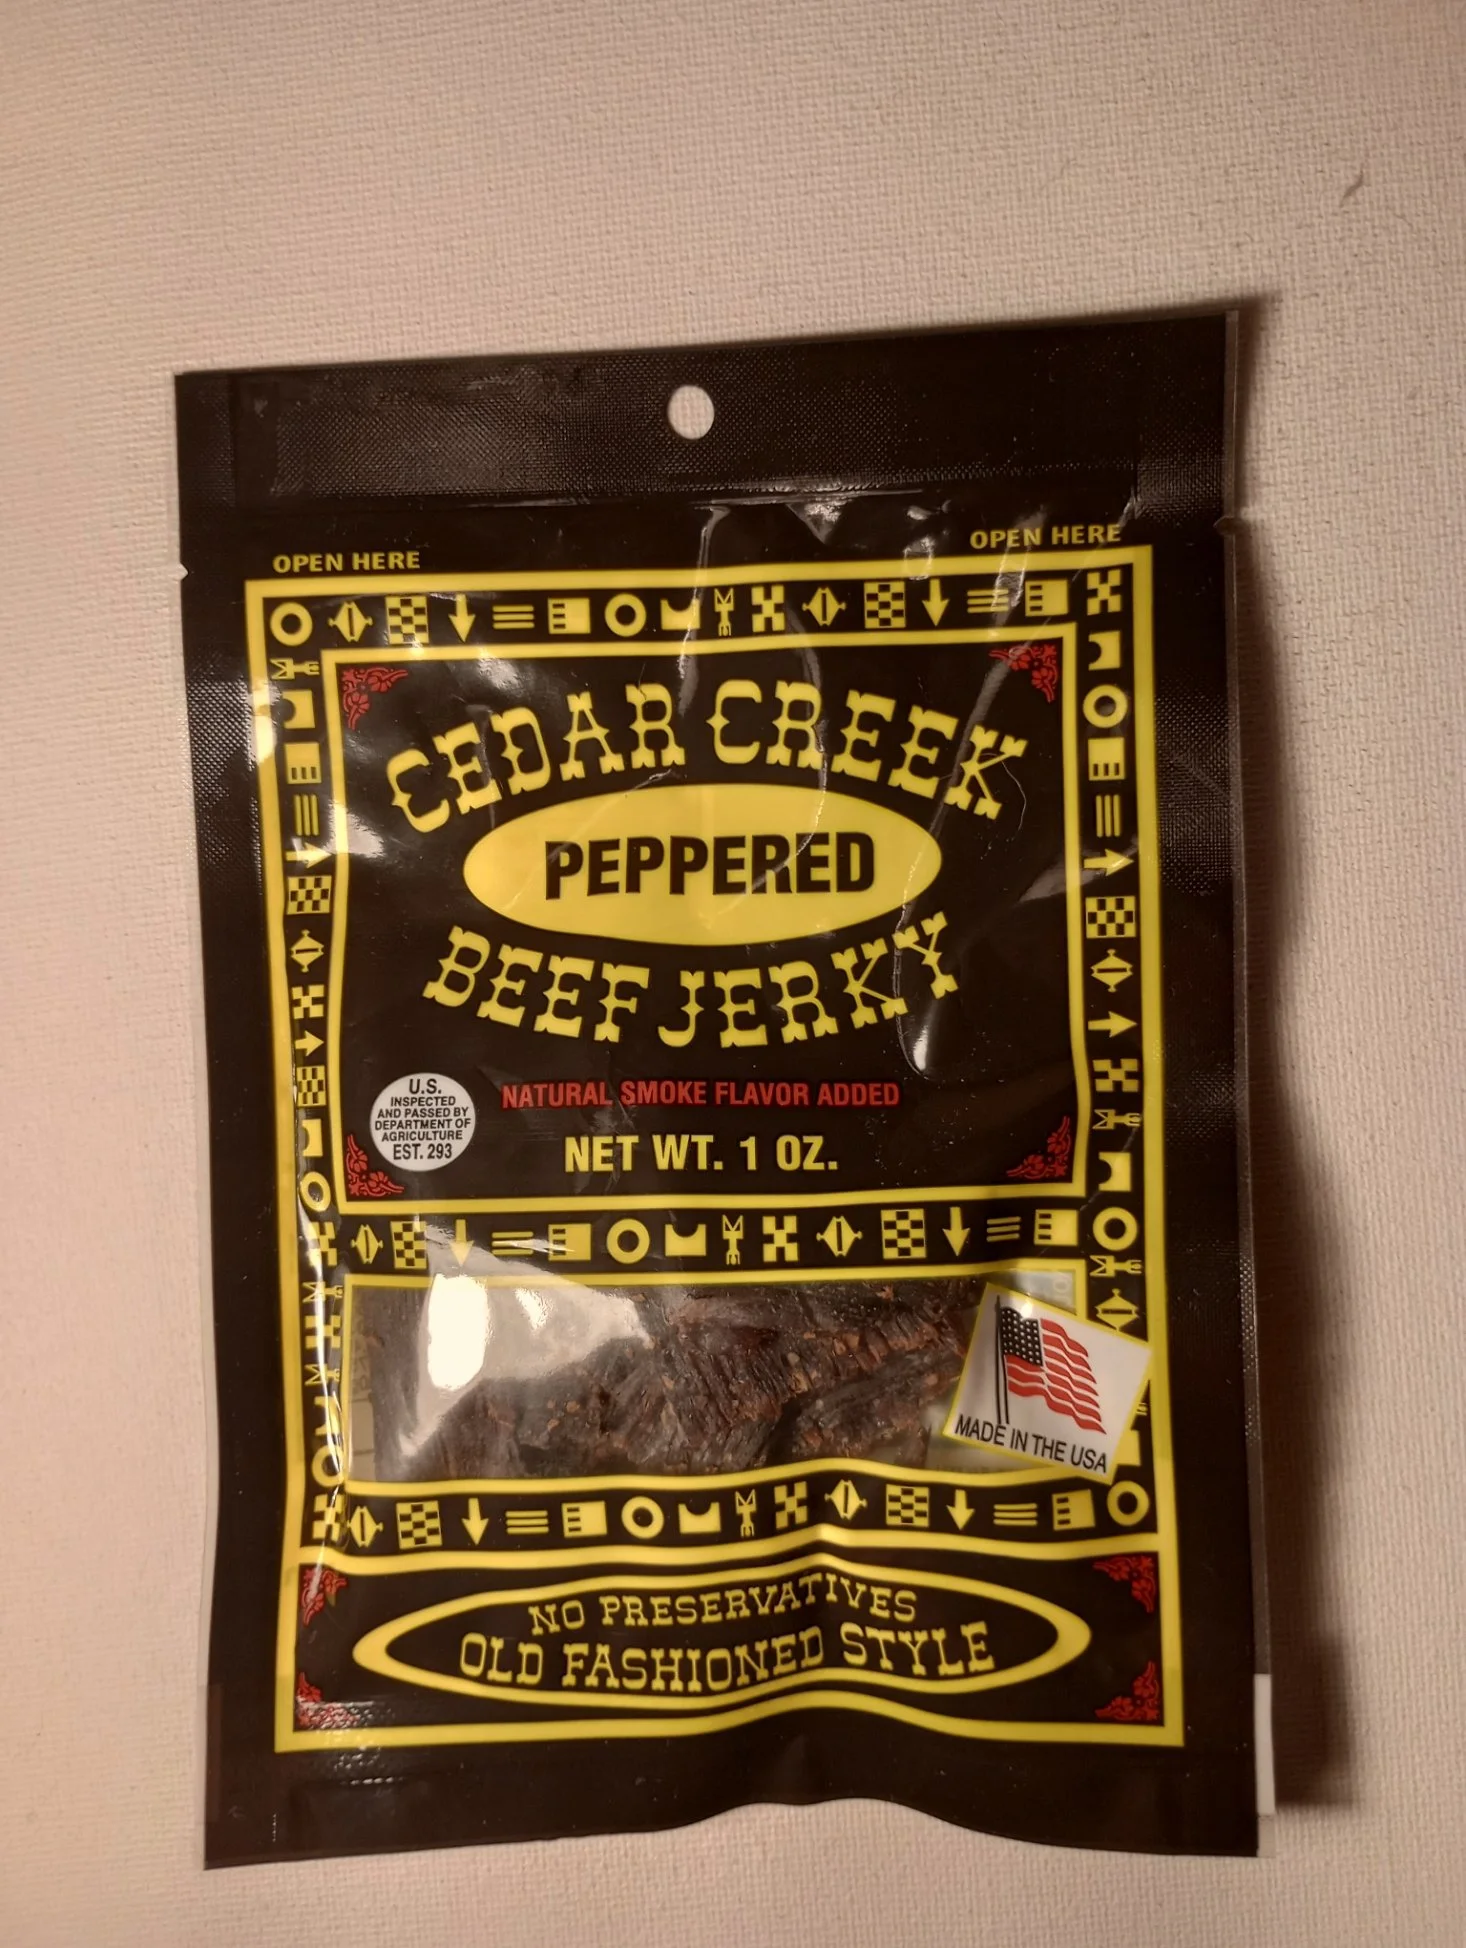 OPEN HERE
OPEN HERE
CEDAR CREEK
PEPPERED
BEEF JERKY
U.S.
INSPECTED
AND PASSED BY
DEPARTMENT OF
AGRICULTURE
EST. 293
NATURAL SMOKE FLAVOR ADDED
NET WT. 1 OZ.
MADE IN THE USA
NO PRESERVATIVES
OLD FASHIONED STYLE